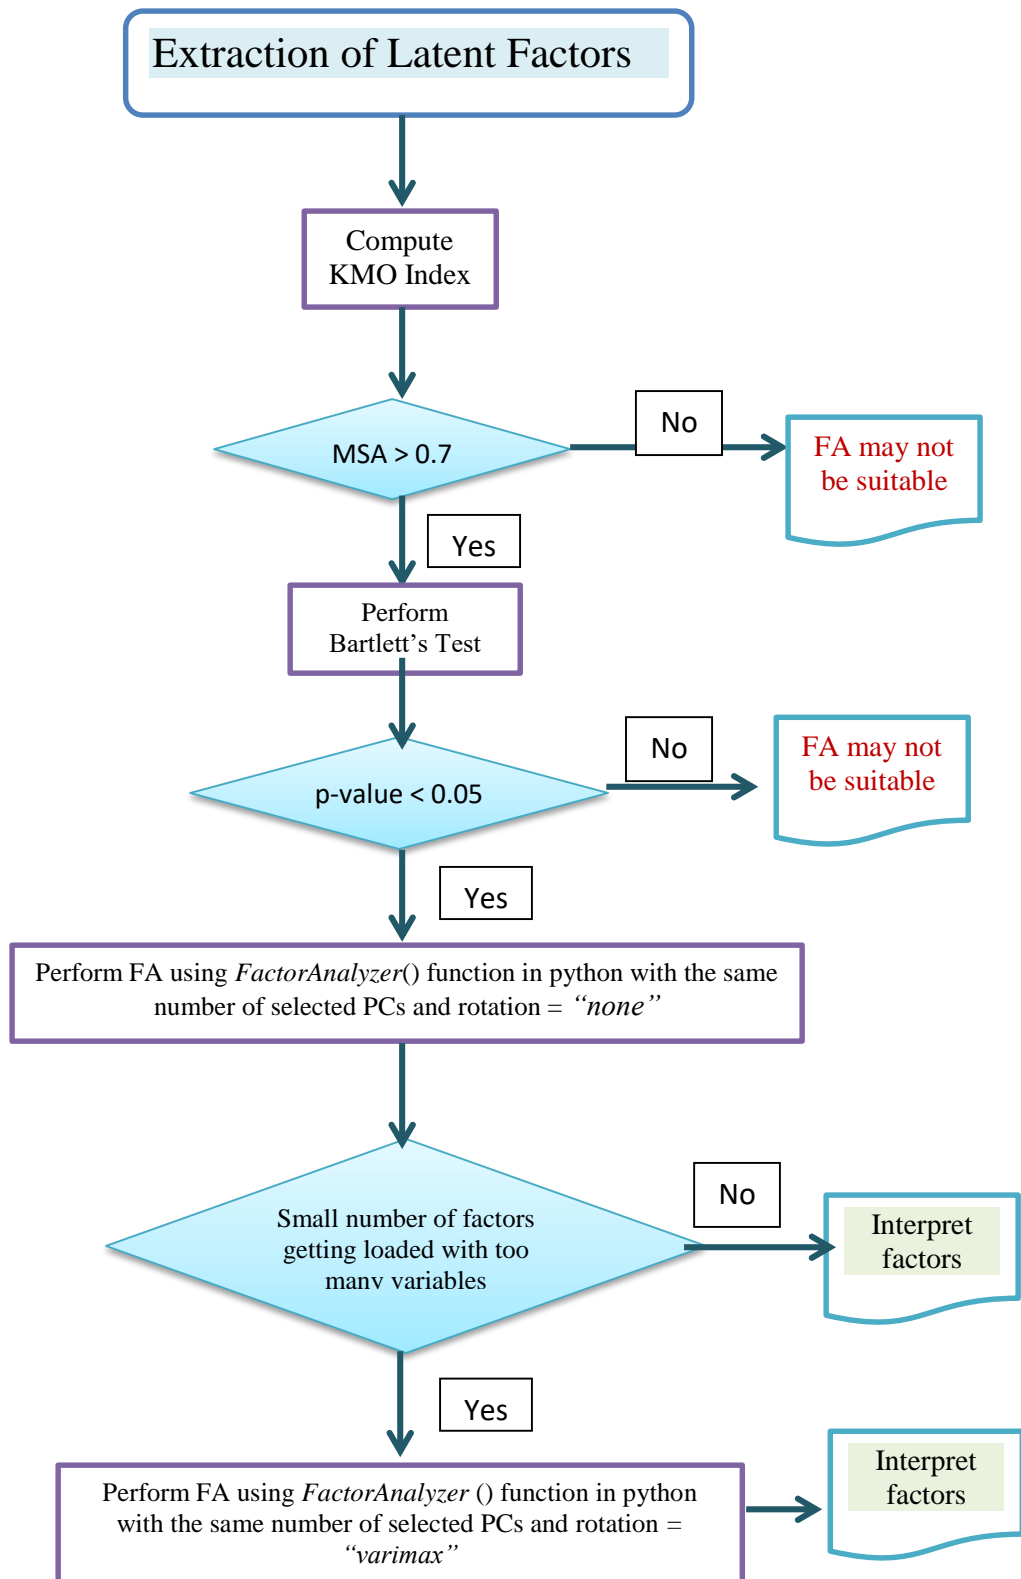 Extraction of Latent Factors
Compute
KMO Index
MSA > 0.7
No
FA may not
be suitable
Yes
Perform
Bartlett’s Test
p-value < 0.05
No
FA may not
be suitable
Yes
Perform FA using FactorAnalyzer() function in python with the same
number of selected PCs and rotation = “none”
Small number of factors
getting loaded with too
many variables
No
Interpret
factors
Yes
Perform FA using FactorAnalyzer () function in python
with the same number of selected PCs and rotation =
“varimax”
Interpret
factors